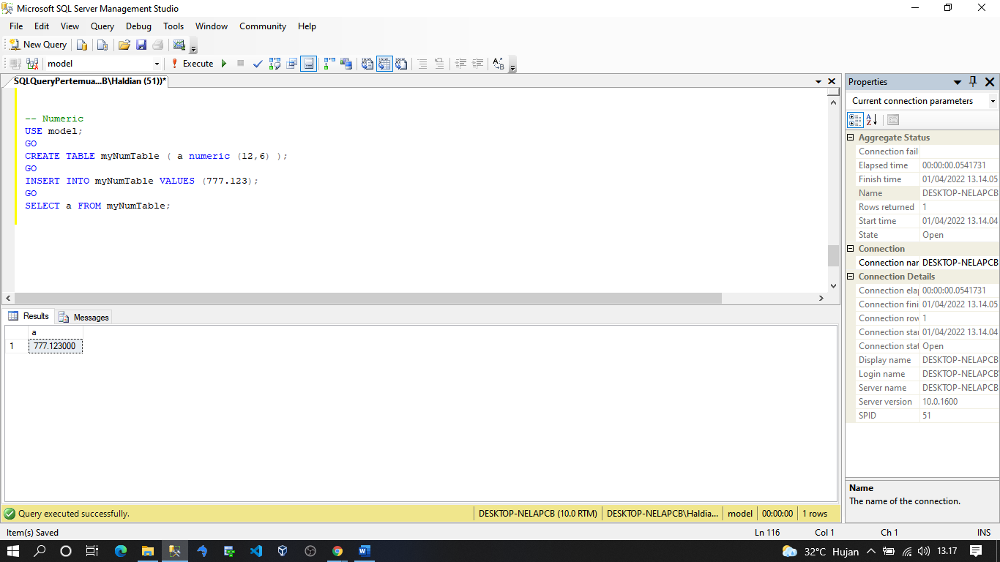 Microsoft SQL Server Management Studio
File Edit View Query Debug Tools Window Community Help
New Query
model Execute
SQLQueryPertemua...B\Haldian (51))*
-- Numeric
USE model;
GO
CREATE TABLE myNumTable ( a numeric (12,6) );
GO
INSERT INTO myNumTable VALUES (777.123);
GO
SELECT a FROM myNumTable;
Results Messages
a
1 777.123000
Query executed successfully. DESKTOP-NELAPCB (10.0 RTM) DESKTOP-NELAPCB\Haldia... model 00:00:00 1 rows
Properties
Current connection parameters
Aggregate Status
Connection fail
Elapsed time 00:00:00.0541731
Finish time 01/04/2022 13.14.05
Name DESKTOP-NELAPCB
Rows returned 1
Start time 01/04/2022 13.14.04
State Open
Connection
Connection nar DESKTOP-NELAPCB
Connection Details
Connection elap 00:00:00.0541731
Connection fini 01/04/2022 13.14.05
Connection row 1
Connection star 01/04/2022 13.14.04
Connection stat Open
Display name DESKTOP-NELAPCB
Login name DESKTOP-NELAPCB\
Server name DESKTOP-NELAPCB
Server version 10.0.1600
SPID 51
Name
The name of the connection.
Item(s) Saved Ln 116 Col 1 Ch 1 INS
32°C Hujan 13.17